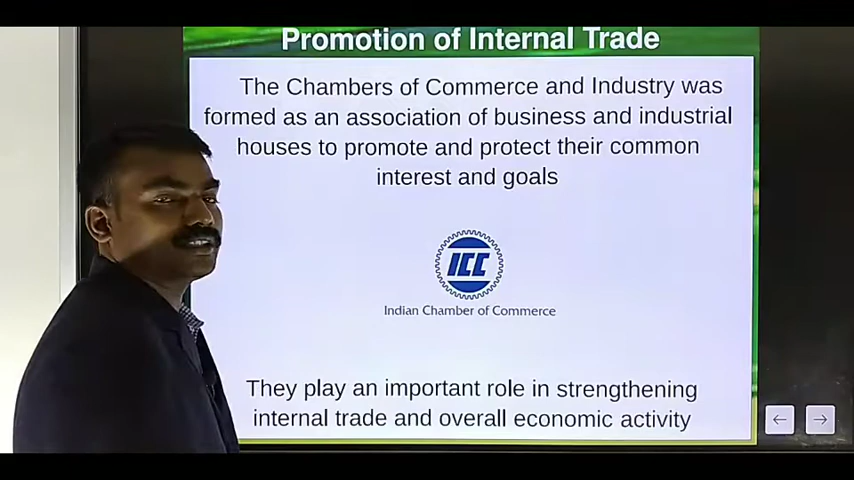 Promotion of Internal Trade
The Chambers of Commerce and Industry was
formed as an association of business and industrial
houses to promote and protect their common
interest and goals
ICC
Indian Chamber of Commerce
They play an important role in strengthening
internal trade and overall economic activity